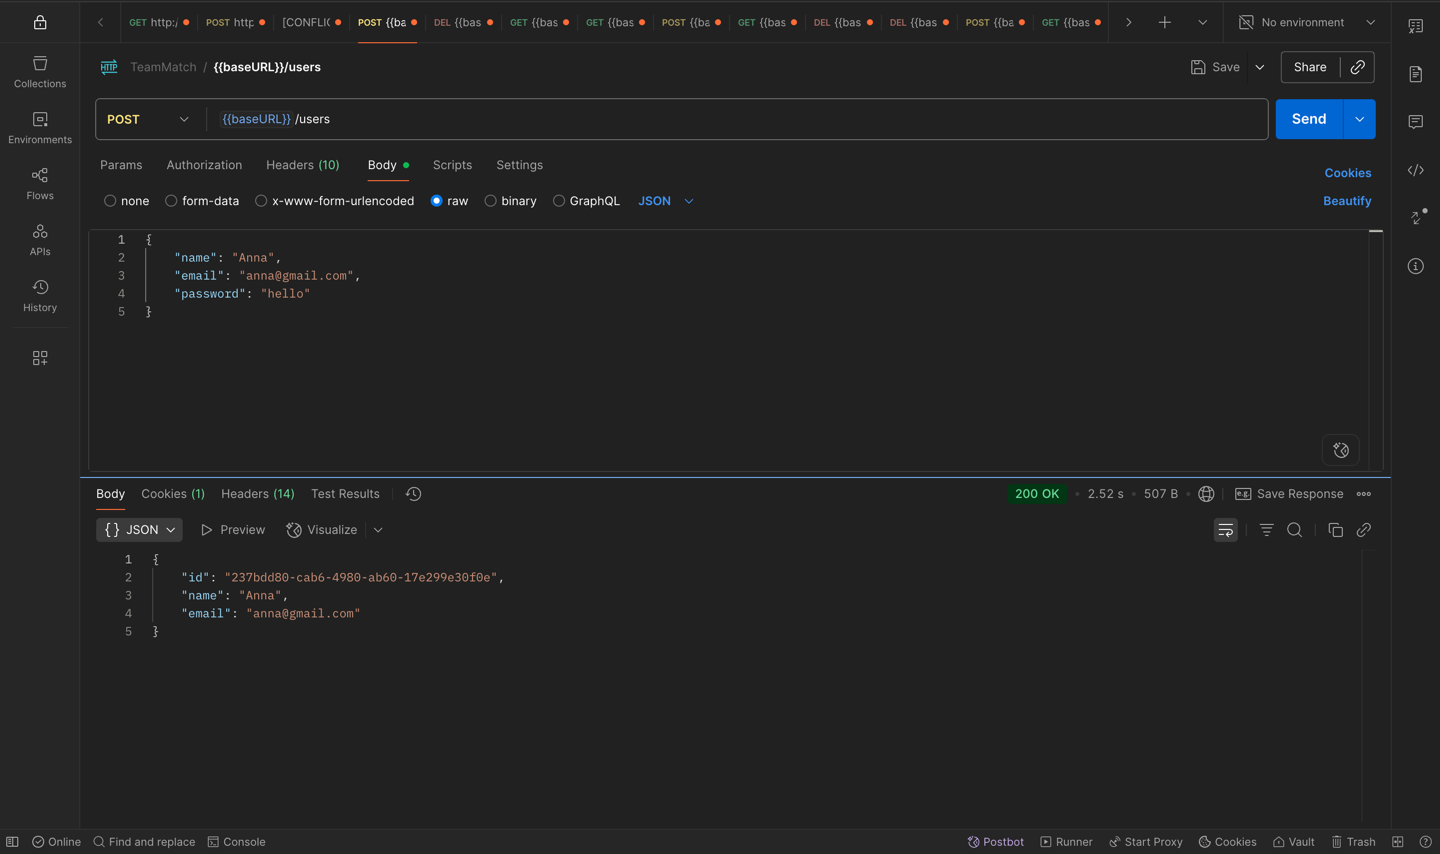 GET http:/ POST http [CONFLIC POST {{ba DEL {{bas GET {{bas GET {{bas POST {{ba GET {{bas DEL {{bas DEL {{bas POST {{ba GET {{bas No environment
Collections
Environments
Flows
APIs
History
HTTP TeamMatch / {{baseURL}}/users Save Share
POST {{baseURL}} /users Send
Params Authorization Headers (10) Body Scripts Settings Cookies
none form-data x-www-form-urlencoded raw binary GraphQL JSON Beautify
1 {
2 "name": "Anna",
3 "email": "anna@gmail.com",
4 "password": "hello"
5 }
Body Cookies (1) Headers (14) Test Results 200 OK • 2.52 s • 507 B • e.g. Save Response
{} JSON Preview Visualize
1 {
2 "id": "237bdd80-cab6-4980-ab60-17e299e30f0e",
3 "name": "Anna",
4 "email": "anna@gmail.com"
5 }
Online Find and replace Console Postbot Runner Start Proxy Cookies Vault Trash